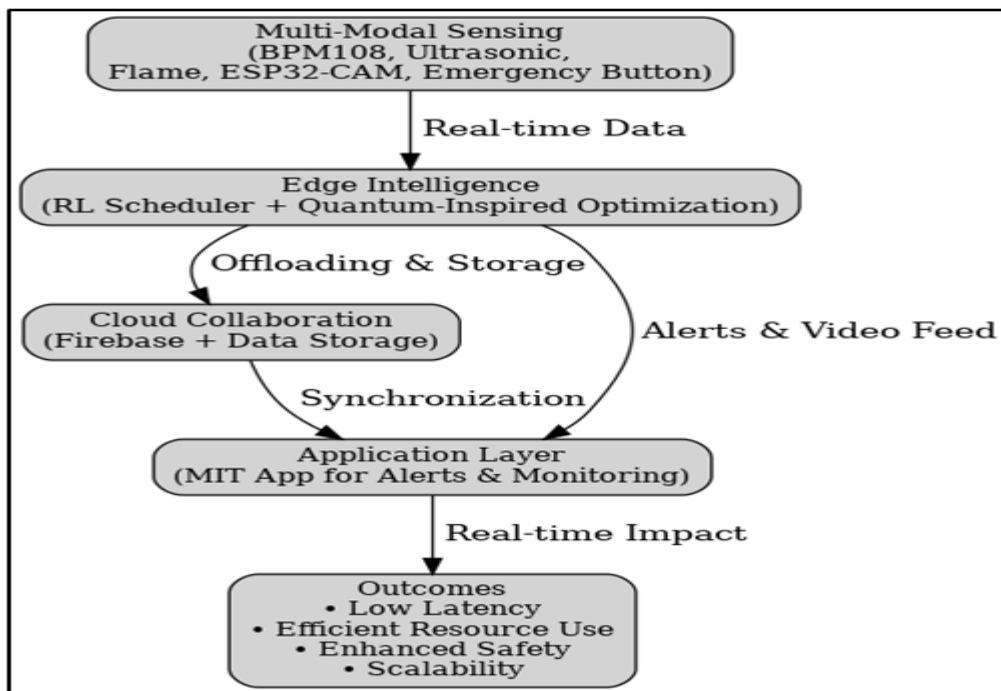 Multi-Modal Sensing
(BPM108, Ultrasonic,
Flame, ESP32-CAM, Emergency Button)
Real-time Data
Edge Intelligence
(RL Scheduler + Quantum-Inspired Optimization)
Offloading & Storage
Cloud Collaboration
(Firebase + Data Storage)
Alerts & Video Feed
Synchronization
Application Layer
(MIT App for Alerts & Monitoring)
Real-time Impact
Outcomes
• Low Latency
• Efficient Resource Use
• Enhanced Safety
• Scalability